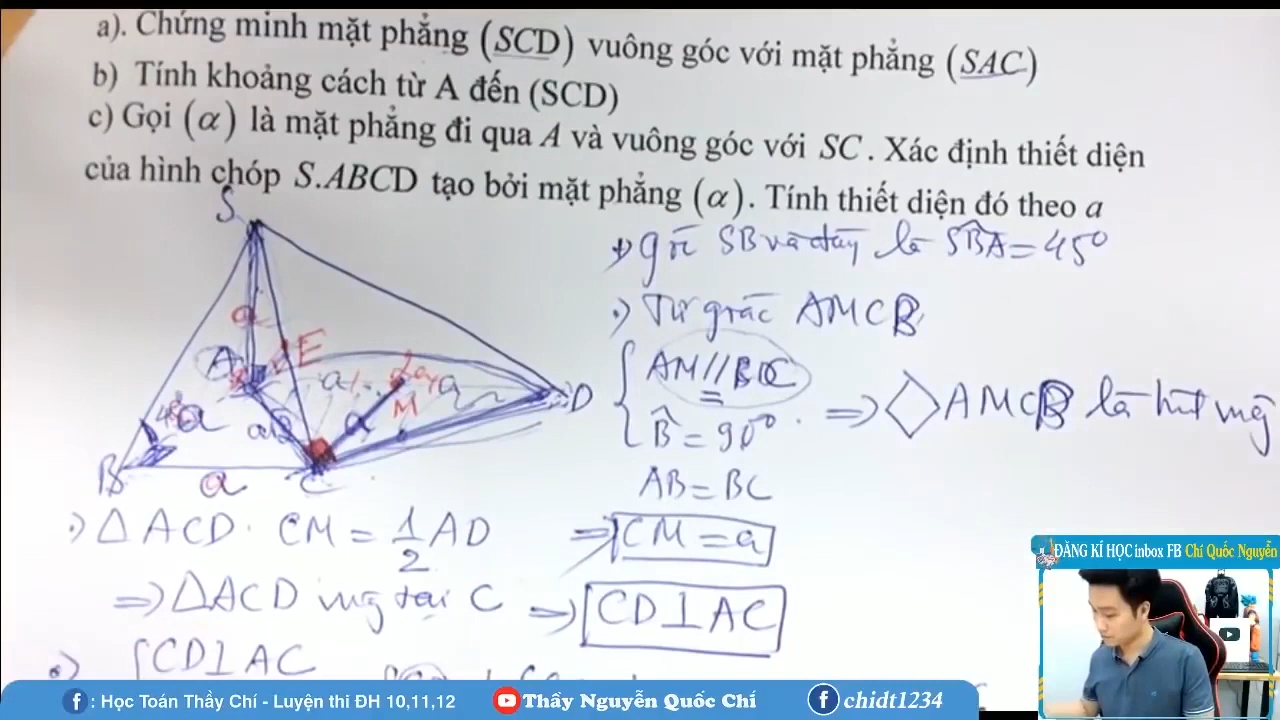 a). Chứng minh mặt phẳng (SCD) vuông góc với mặt phẳng (SAC)
b) Tính khoảng cách từ A đến (SCD)
c) Gọi (α) là mặt phẳng đi qua A và vuông góc với SC. Xác định thiết diện
của hình chóp S.ABCD tạo bởi mặt phẳng (α). Tính thiết diện đó theo a
S
góc SB và đáy là SBA = 45°
Tứ giác AMCB
AM // BC
=
B = 90°
AB = BC
=> ◇AMCB là
a
E
A
a
a
M
D
45° a
a
B
a
C
△ACD. CM = 1/2 AD
=> CM = a
=> △ACD tại C => CD ⊥ AC
CD ⊥ AC
ĐĂNG KÍ HỌC inbox FB Chí Quốc Nguyễn
: Học Toán Thầy Chí - Luyện thi ĐH 10,11,12
Thầy Nguyễn Quốc Chí
chidt1234